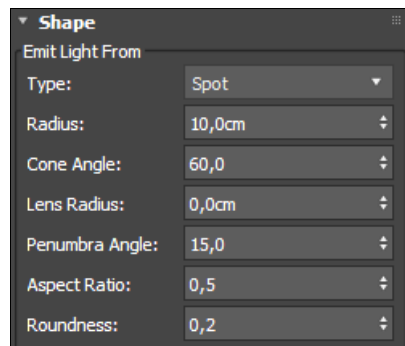 Shape
Emit Light From
Type: Spot
Radius: 10,0cm
Cone Angle: 60,0
Lens Radius: 0,0cm
Penumbra Angle: 15,0
Aspect Ratio: 0,5
Roundness: 0,2